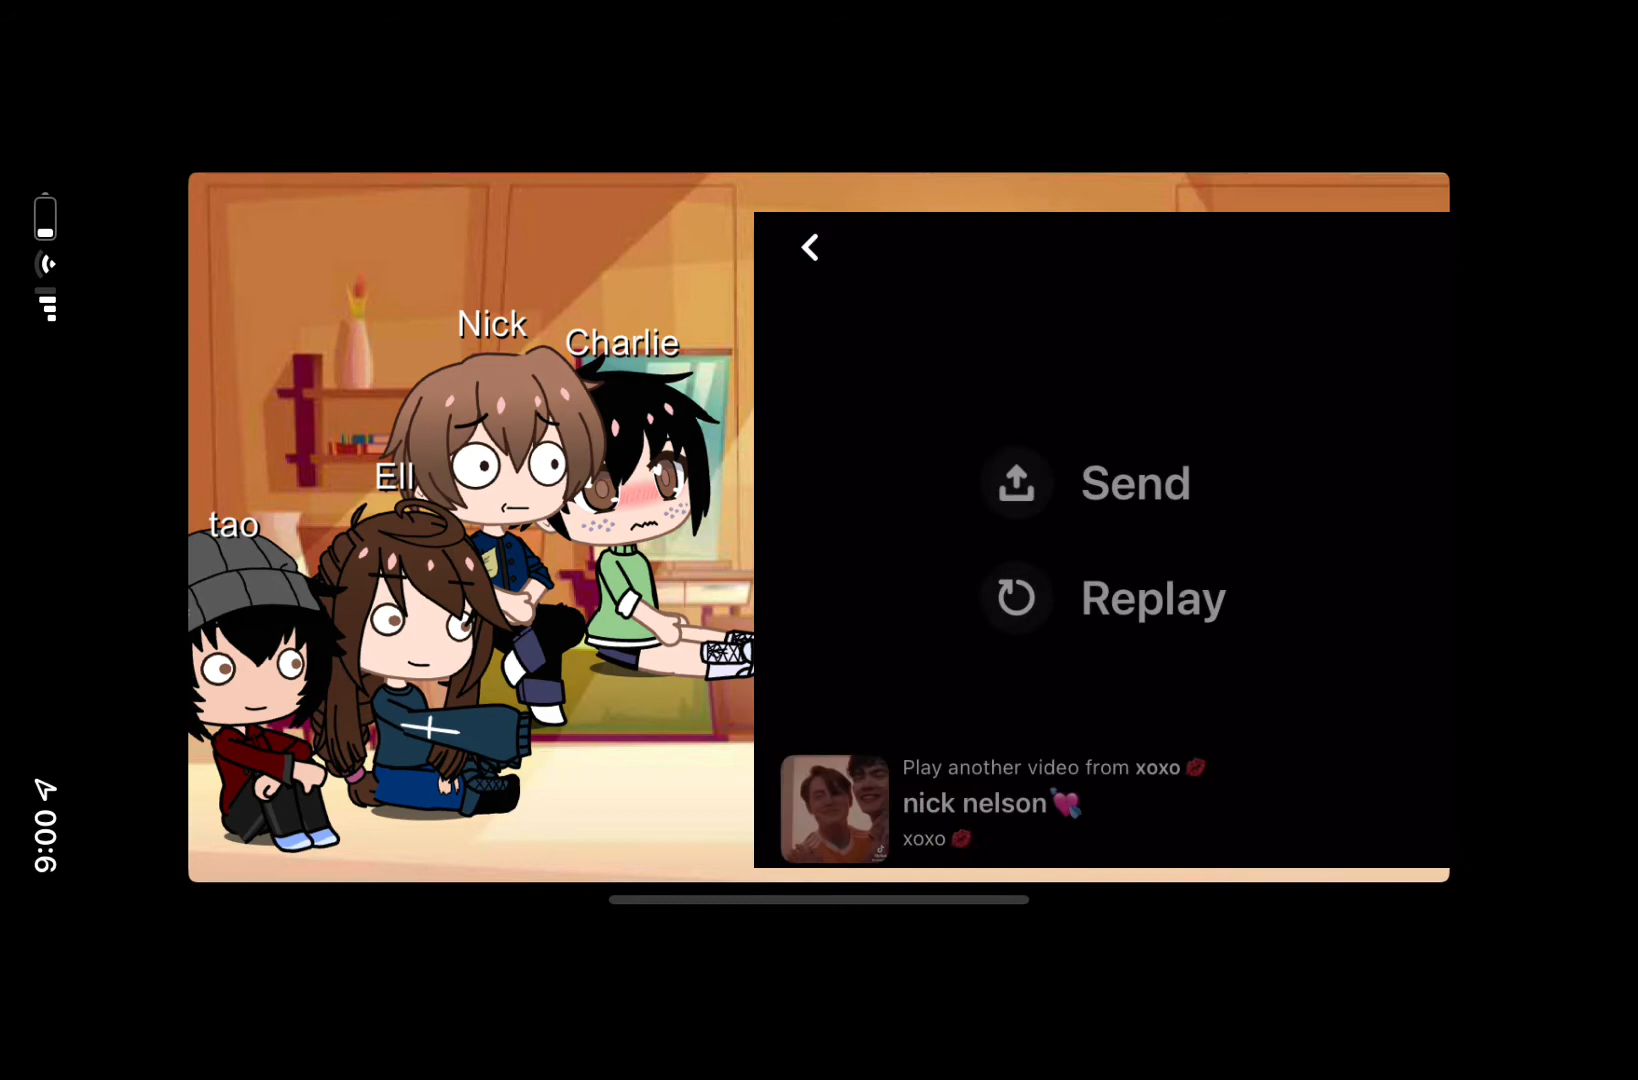 Nick
Charlie
Ell
tao
Send
Replay
Play another video from xoxo 💋
nick nelson💘
xoxo 💋
9:00